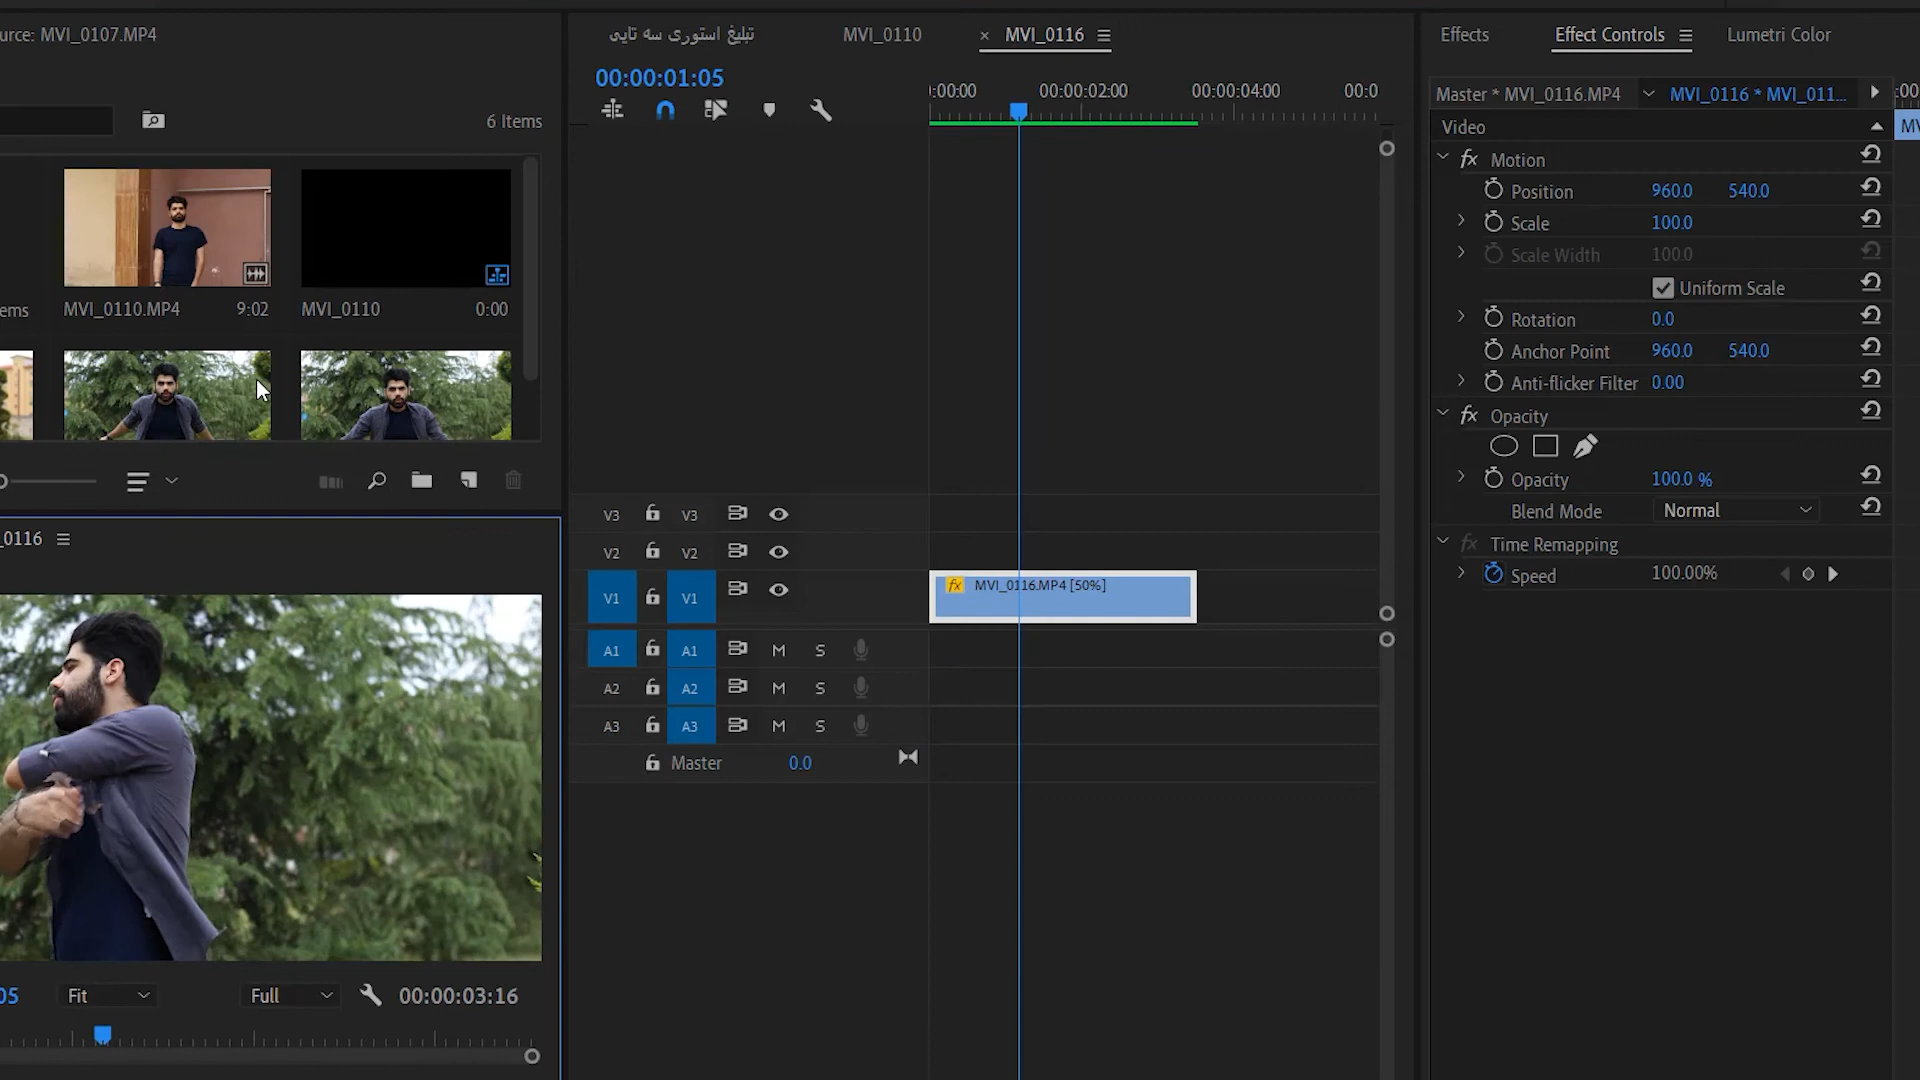 urce: MVI_0107.MP4
6 Items
ems
MVI_0110.MP4 9:02
MVI_0110 0:00
_0116
05
Fit
Full
00:00:03:16
تبلیغ استوری سه تایی
MVI_0110
× MVI_0116
00:00:01:05
:00:00 00:00:02:00 00:00:04:00 00:0
V3 V3
V2 V2
V1 V1
MVI_0116.MP4 [50%]
A1 A1 M S
A2 A2 M S
A3 A3 M S
Master 0.0
Effects Effect Controls Lumetri Color
Master * MVI_0116.MP4 MVI_0116 * MVI_011... :00
Video MV
fx Motion
Position 960.0 540.0
Scale 100.0
Scale Width 100.0
Uniform Scale
Rotation 0.0
Anchor Point 960.0 540.0
Anti-flicker Filter 0.00
fx Opacity
Opacity 100.0 %
Blend Mode Normal
fx Time Remapping
Speed 100.00%